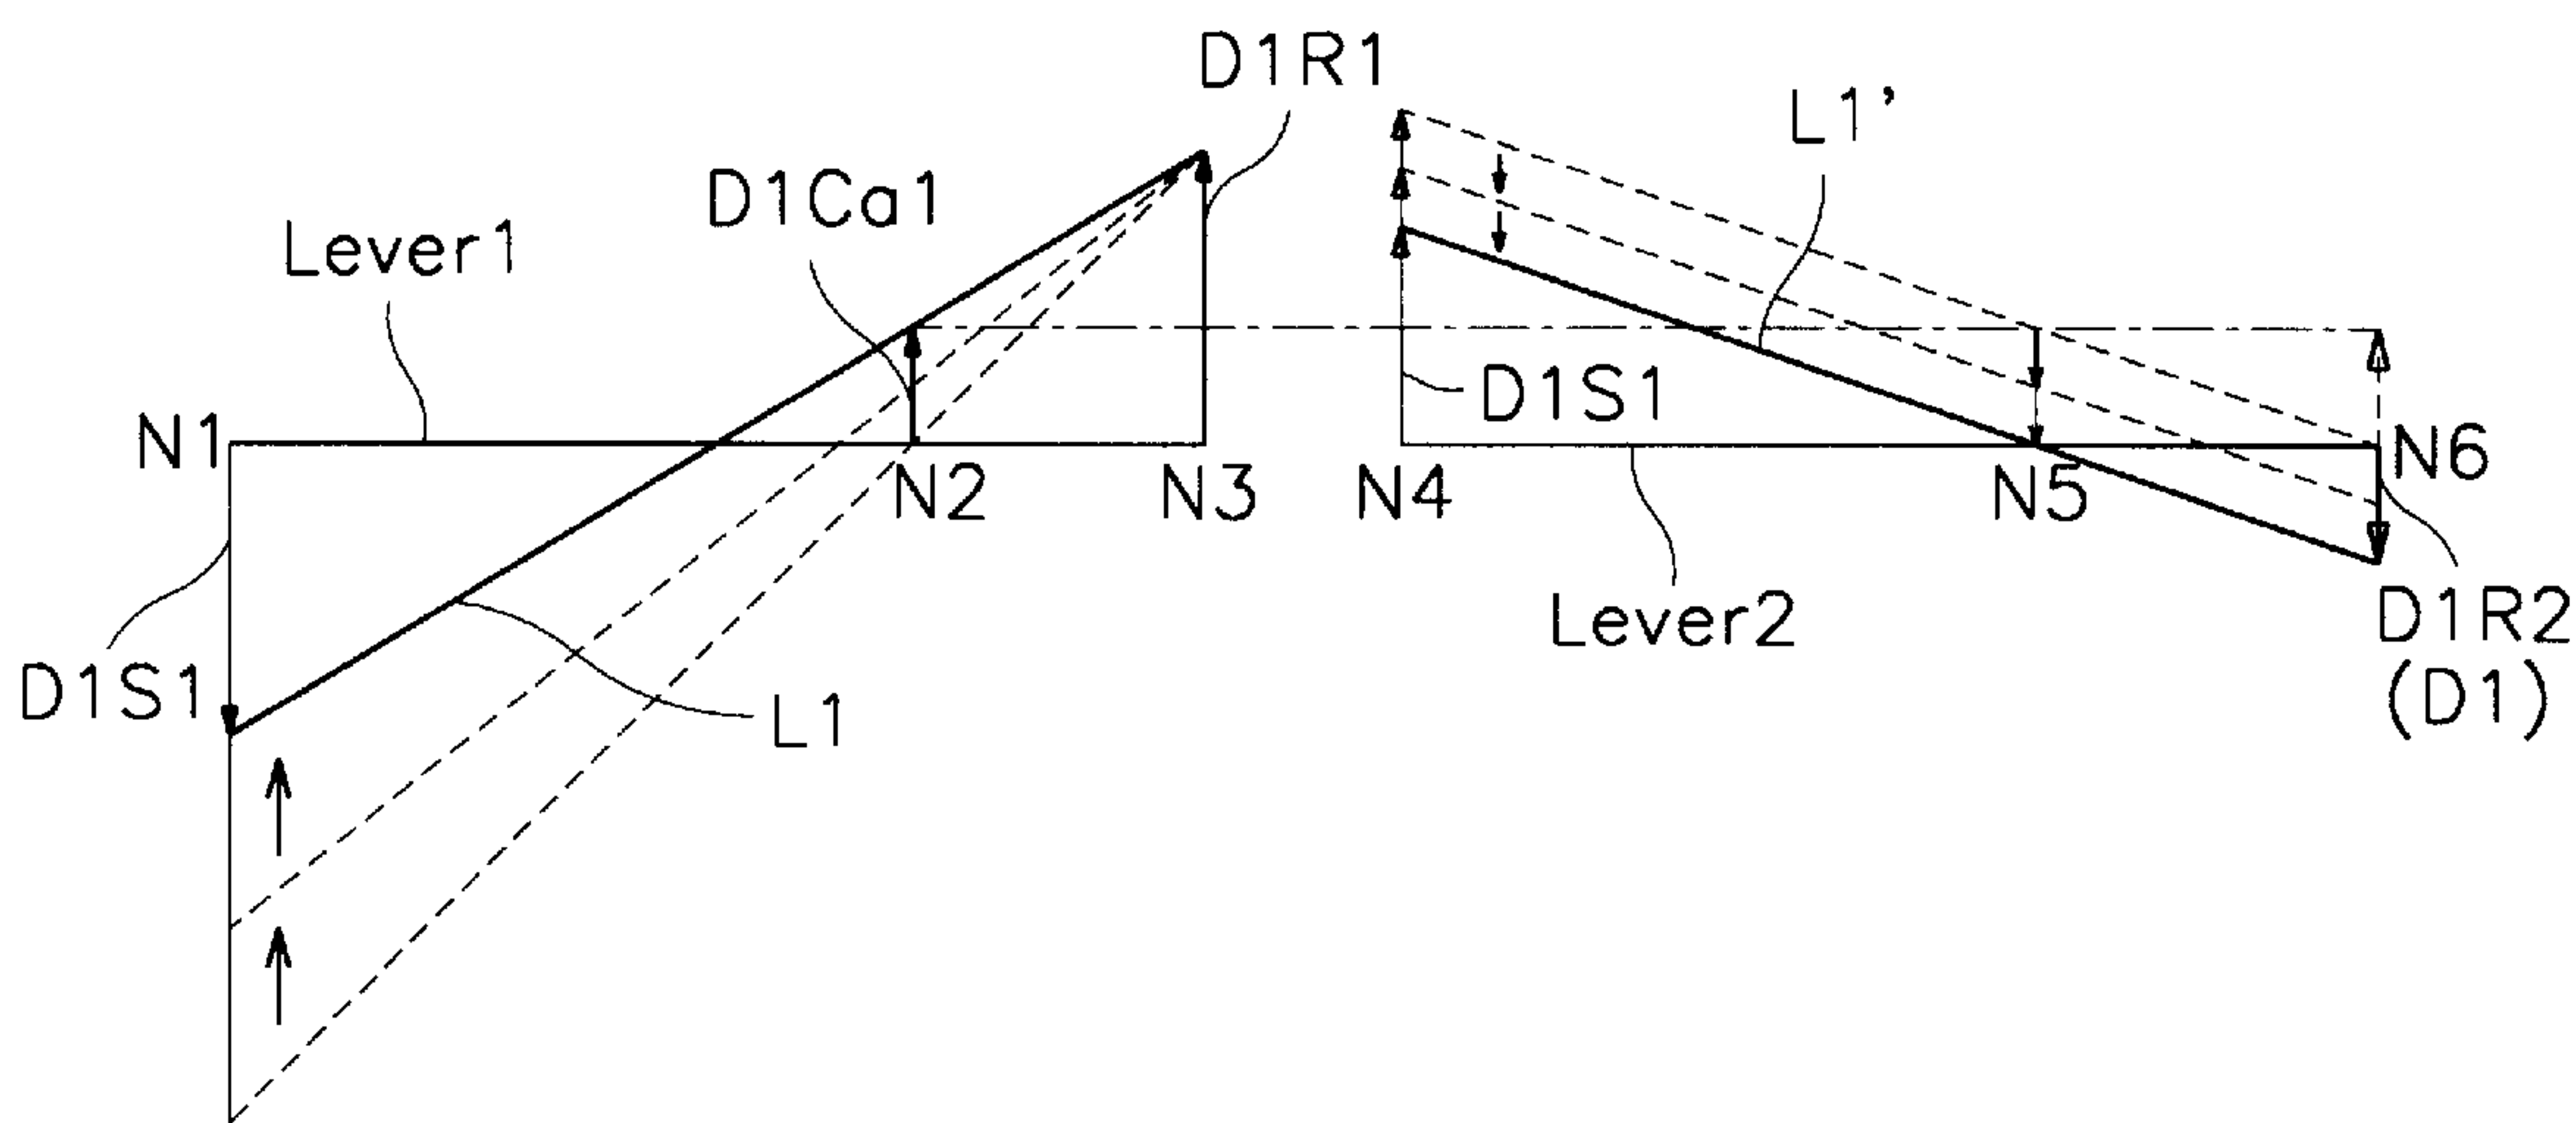 D1R1
L1'
D1Ca1
Lever1
D1S1
N1
N2
N3
N4
N5
N6
Lever2
D1R2
(D1)
D1S1
L1